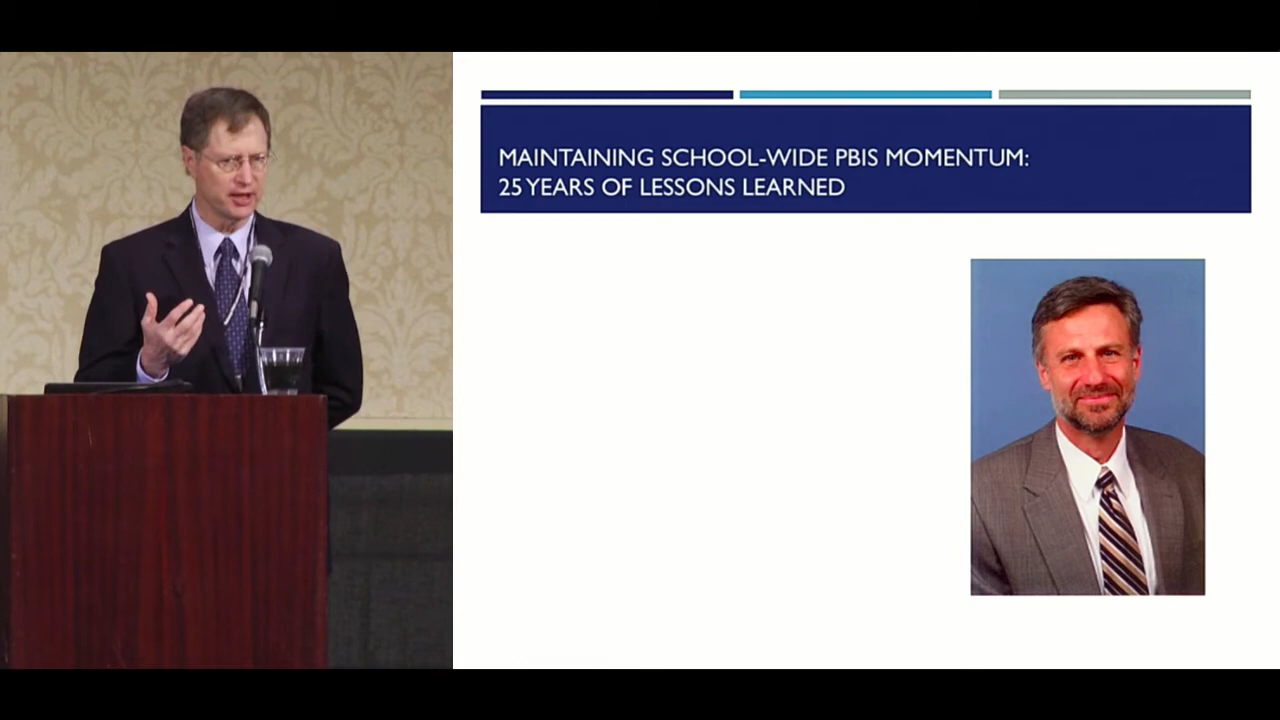 MAINTAINING SCHOOL-WIDE PBIS MOMENTUM:
25 YEARS OF LESSONS LEARNED